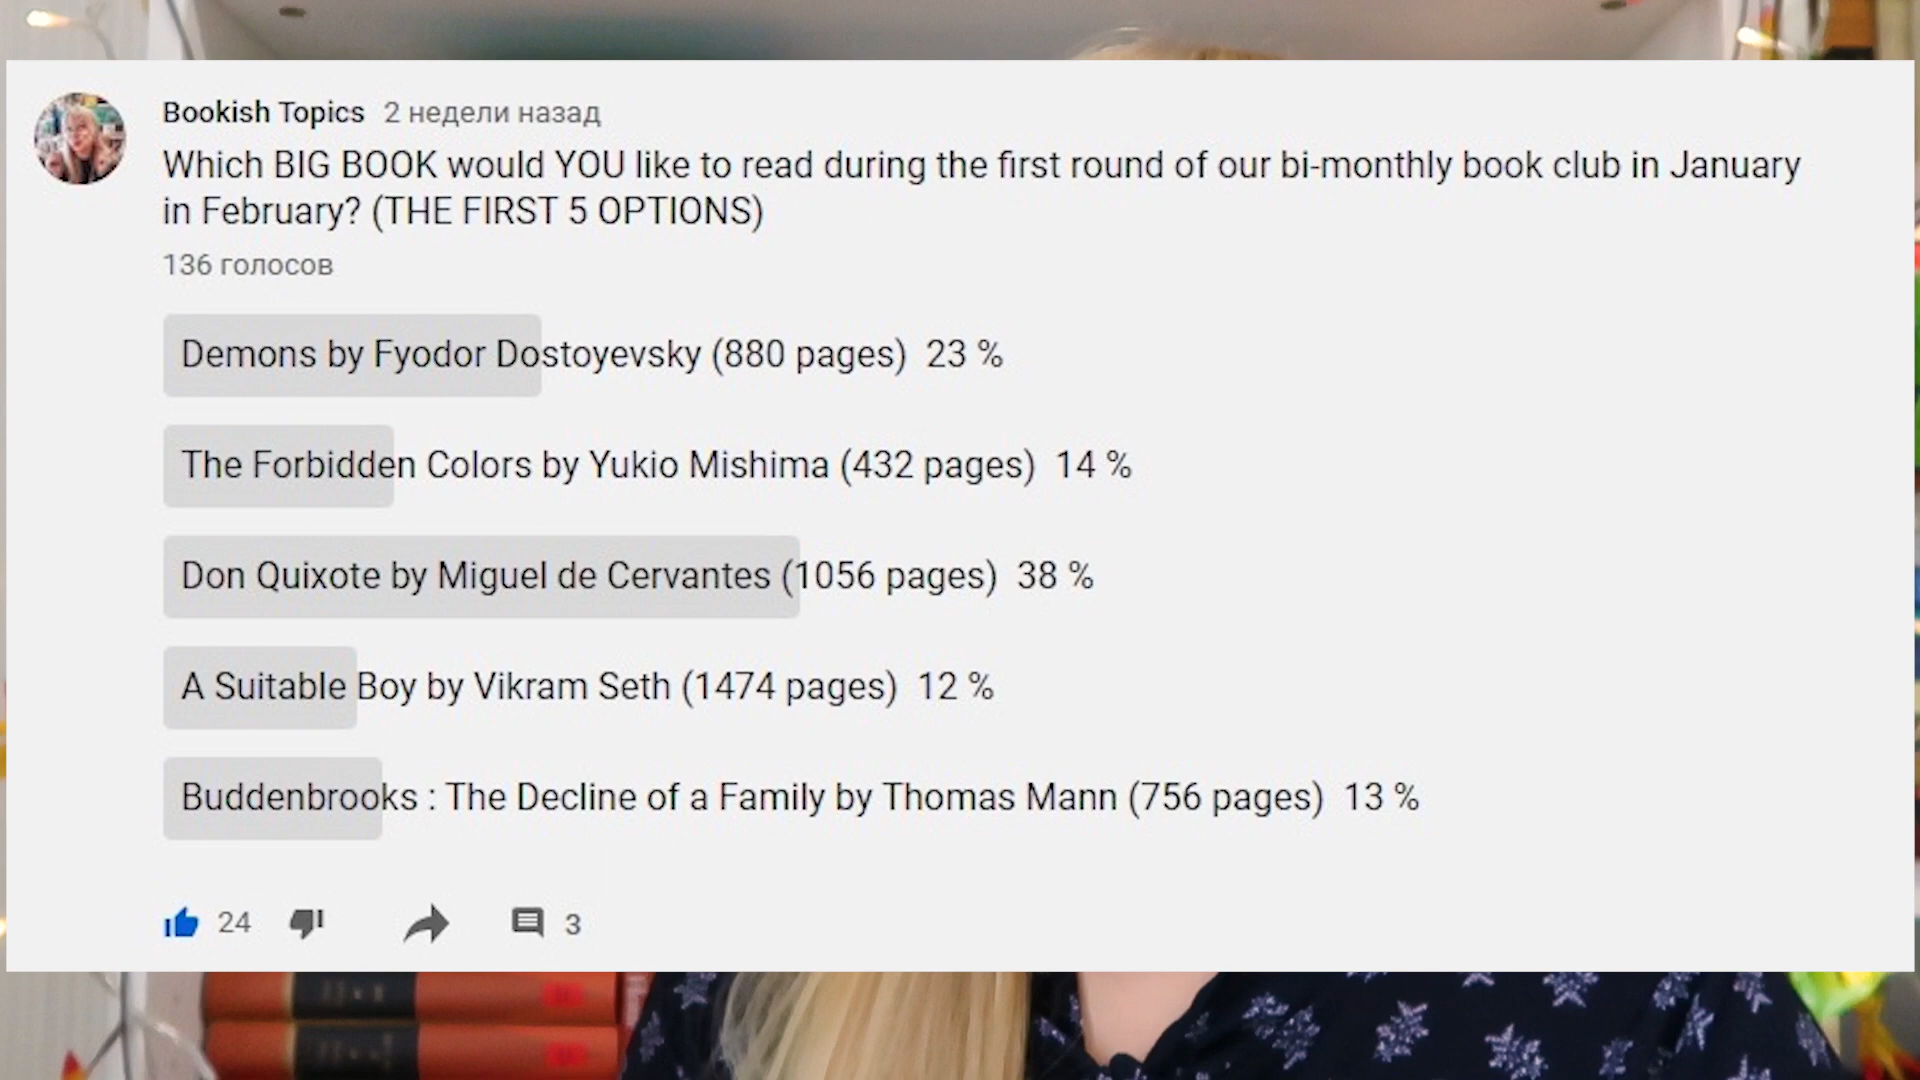 Bookish Topics 2 недели назад
Which BIG BOOK would YOU like to read during the first round of our bi-monthly book club in January
in February? (THE FIRST 5 OPTIONS)
136 голосов
Demons by Fyodor Dostoyevsky (880 pages) 23 %
The Forbidden Colors by Yukio Mishima (432 pages) 14 %
Don Quixote by Miguel de Cervantes (1056 pages) 38 %
A Suitable Boy by Vikram Seth (1474 pages) 12 %
Buddenbrooks : The Decline of a Family by Thomas Mann (756 pages) 13 %
24 3